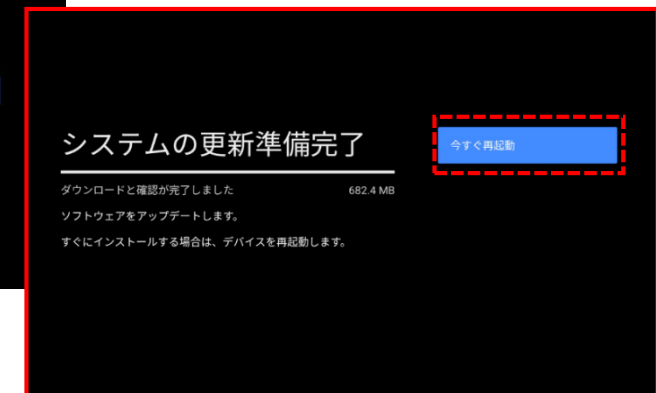 システムの更新準備完了
今すぐ再起動
ダウンロードと確認が完了しました 682.4 MB
ソフトウェアをアップデートします。
すぐにインストールする場合は、デバイスを再起動します。